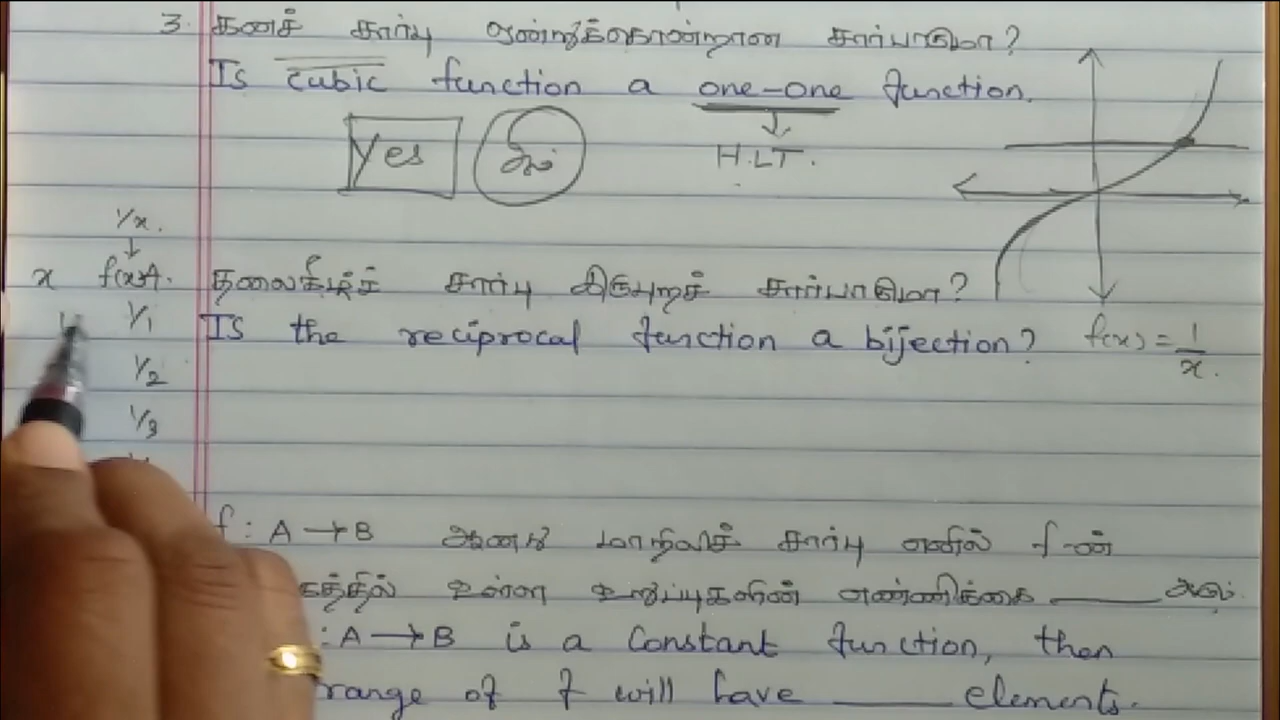 3. கனச் சார்பு ஒன்றுக்கொன்றான சார்பாகுமா?
Is cubic function a one-one function.
Yes ஆம் H.L.T.
1/x.
x f(x) தலைகீழ்ச் சார்பு இருபுறச் சார்பாகுமா?
1/1 Is the reciprocal function a bijection? f(x) = 1/x.
1/2
1/3
f : A → B ஆனது மாறிலிச் சார்பு எனில் f-ன்
உள்ள உறுப்புகளின் எண்ணிக்கை ______ ஆகும்.
: A → B is a Constant function, then
range of f will have ______ elements.